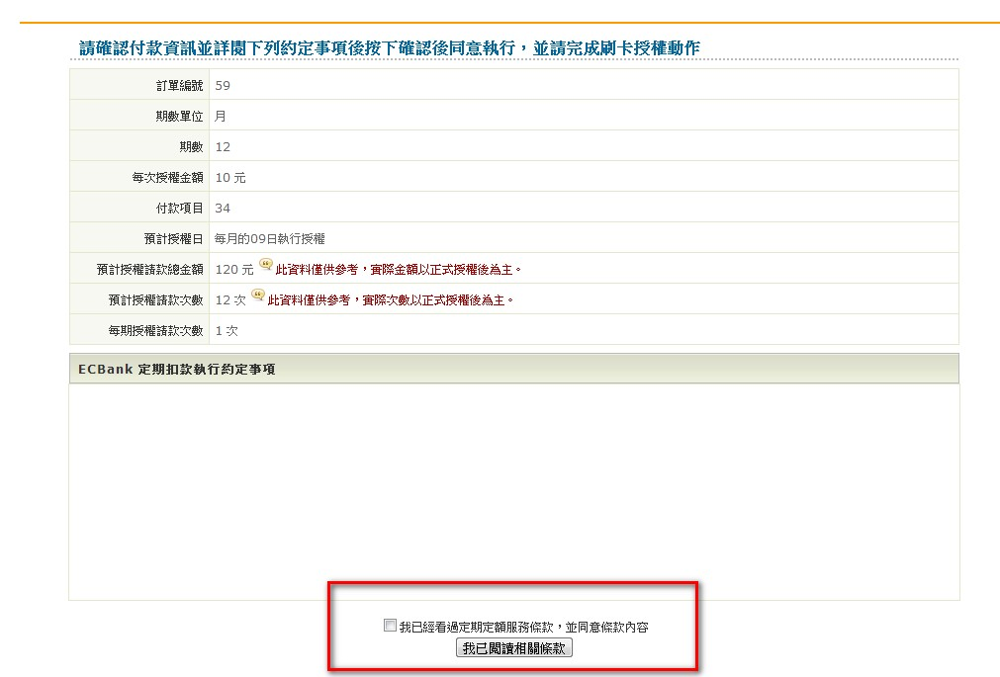 請確認付款資訊並詳閱下列約定事項後按下確認後同意執行，並請完成刷卡授權動作
訂單編號 59
期數單位 月
期數 12
每次授權金額 10 元
付款項目 34
預計授權日 每月的09日執行授權
預計授權請款總金額 120 元 此資料僅供參考，實際金額以正式授權後為主。
預計授權請款次數 12 次 此資料僅供參考，實際次數以正式授權後為主。
每期授權請款次數 1 次
ECBank 定期扣款執行約定事項
我已經看過定期定額服務條款，並同意條款內容
我已閱讀相關條款